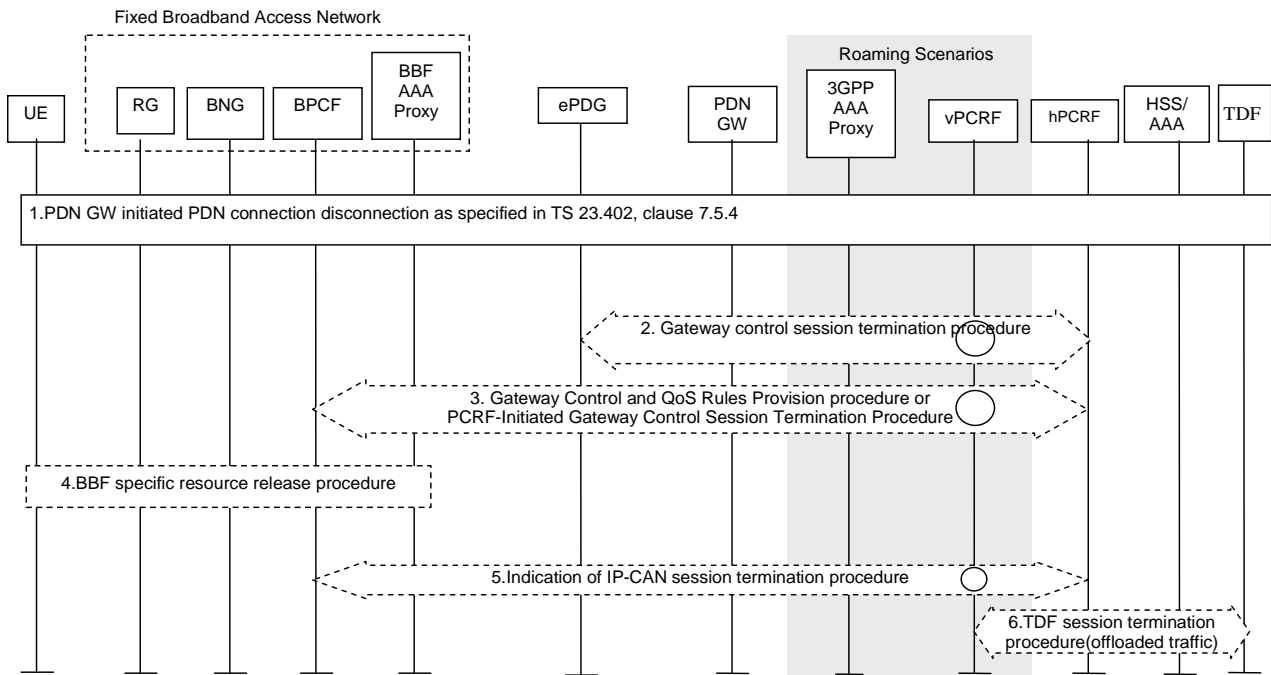 Fixed Broadband Access Network
Roaming Scenarios
UE
RG
BNG
BPCF
BBF
AAA
Proxy
ePDG
PDN
GW
3GPP
AAA
Proxy
vPCRF
hPCRF
HSS/
AAA
TDF
1.PDN GW initiated PDN connection disconnection as specified in TS 23.402, clause 7.5.4
2. Gateway control session termination procedure
3. Gateway Control and QoS Rules Provision procedure or
PCRF-Initiated Gateway Control Session Termination Procedure
4.BBF specific resource release procedure
5.Indication of IP-CAN session termination procedure
6.TDF session termination
procedure(offloaded traffic)